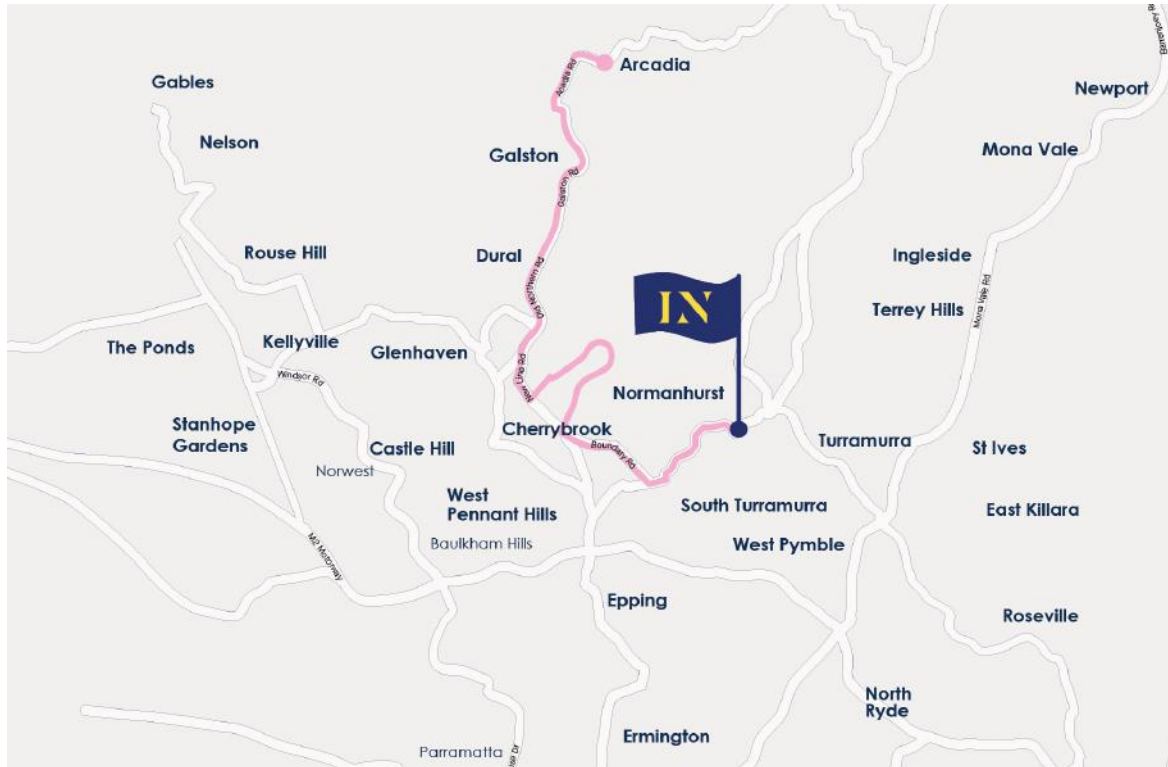 Barrenjoey R
Arcadia
Acadia Rd
Gables
Newport
Nelson
Mona Vale
Galston
Galston Rd
Rouse Hill
Dural
Ingleside
Old Northern Rd
IN
Terrey Hills
Mona Vale Rd
The Ponds
Kellyville
Glenhaven
Windsor Rd
New Line Rd
Normanhurst
Stanhope
Gardens
Cherrybrook
Castle Hill
Boundary Rd
Turramurra
St Ives
Norwest
West
Pennant Hills
South Turramurra
East Killara
M2 Motorway
Baulkham Hills
West Pymble
Epping
Roseville
North
Ryde
Ermington
Parramatta